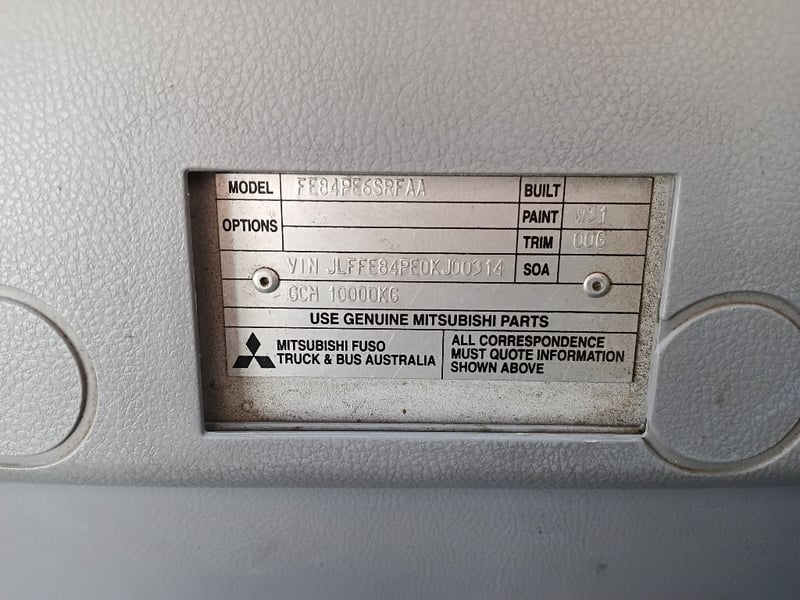 MODEL FE84PE6SRFAA BUILT
OPTIONS PAINT WS1
TRIM 006
VIN JLFFE84PE0KJ00314 SOA
GCM 10000KG
USE GENUINE MITSUBISHI PARTS
MITSUBISHI FUSO
TRUCK & BUS AUSTRALIA
ALL CORRESPONDENCE
MUST QUOTE INFORMATION
SHOWN ABOVE